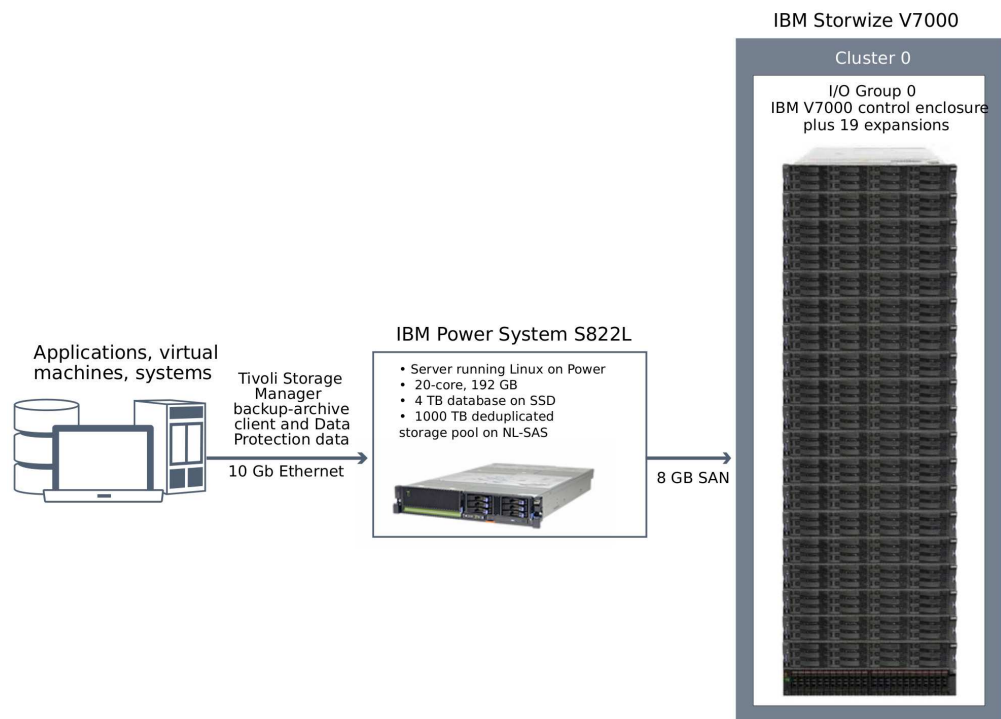 IBM Storwize V7000
Cluster 0
I/O Group 0
IBM V7000 control enclosure
plus 19 expansions
IBM Power System S822L
Applications, virtual
machines, systems
• Server running Linux on Power
• 20-core, 192 GB
• 4 TB database on SSD
• 1000 TB deduplicated
storage pool on NL-SAS
Tivoli Storage
Manager
backup-archive
client and Data
Protection data
10 Gb Ethernet
8 GB SAN